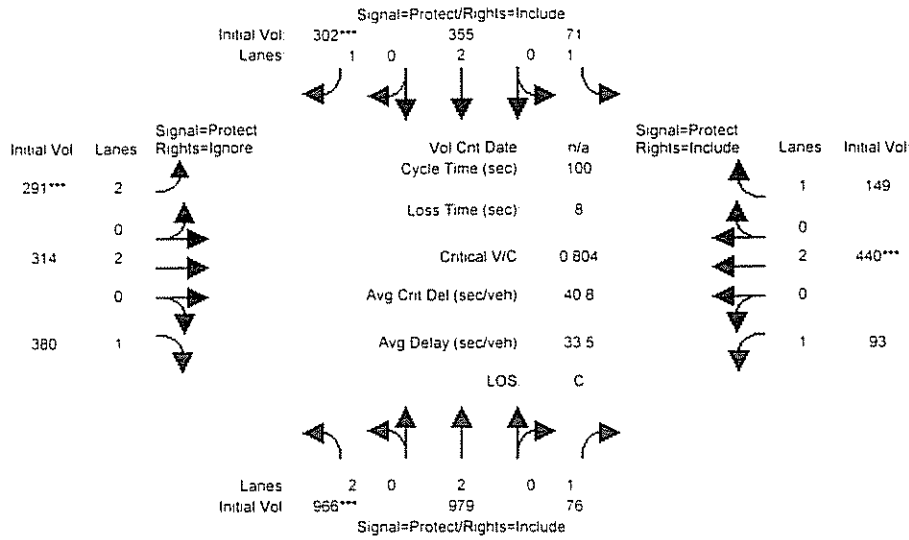 Signal=Protect/Rights=Include
Initial Vol: 302*** 355 71
Lanes: 1 0 2 0 1
Signal=Protect
Rights=Ignore
Initial Vol Lanes
291*** 2
0
314 2
0
380 1
Vol Cnt Date n/a
Cycle Time (sec) 100
Loss Time (sec) 8
Critical V/C 0 804
Avg Crit Del (sec/veh) 40 8
Avg Delay (sec/veh) 33 5
LOS: C
Signal=Protect
Rights=Include
Lanes Initial Vol
1 149
0
2 440***
0
1 93
Lanes 2 0 2 0 1
Initial Vol 966*** 979 76
Signal=Protect/Rights=Include